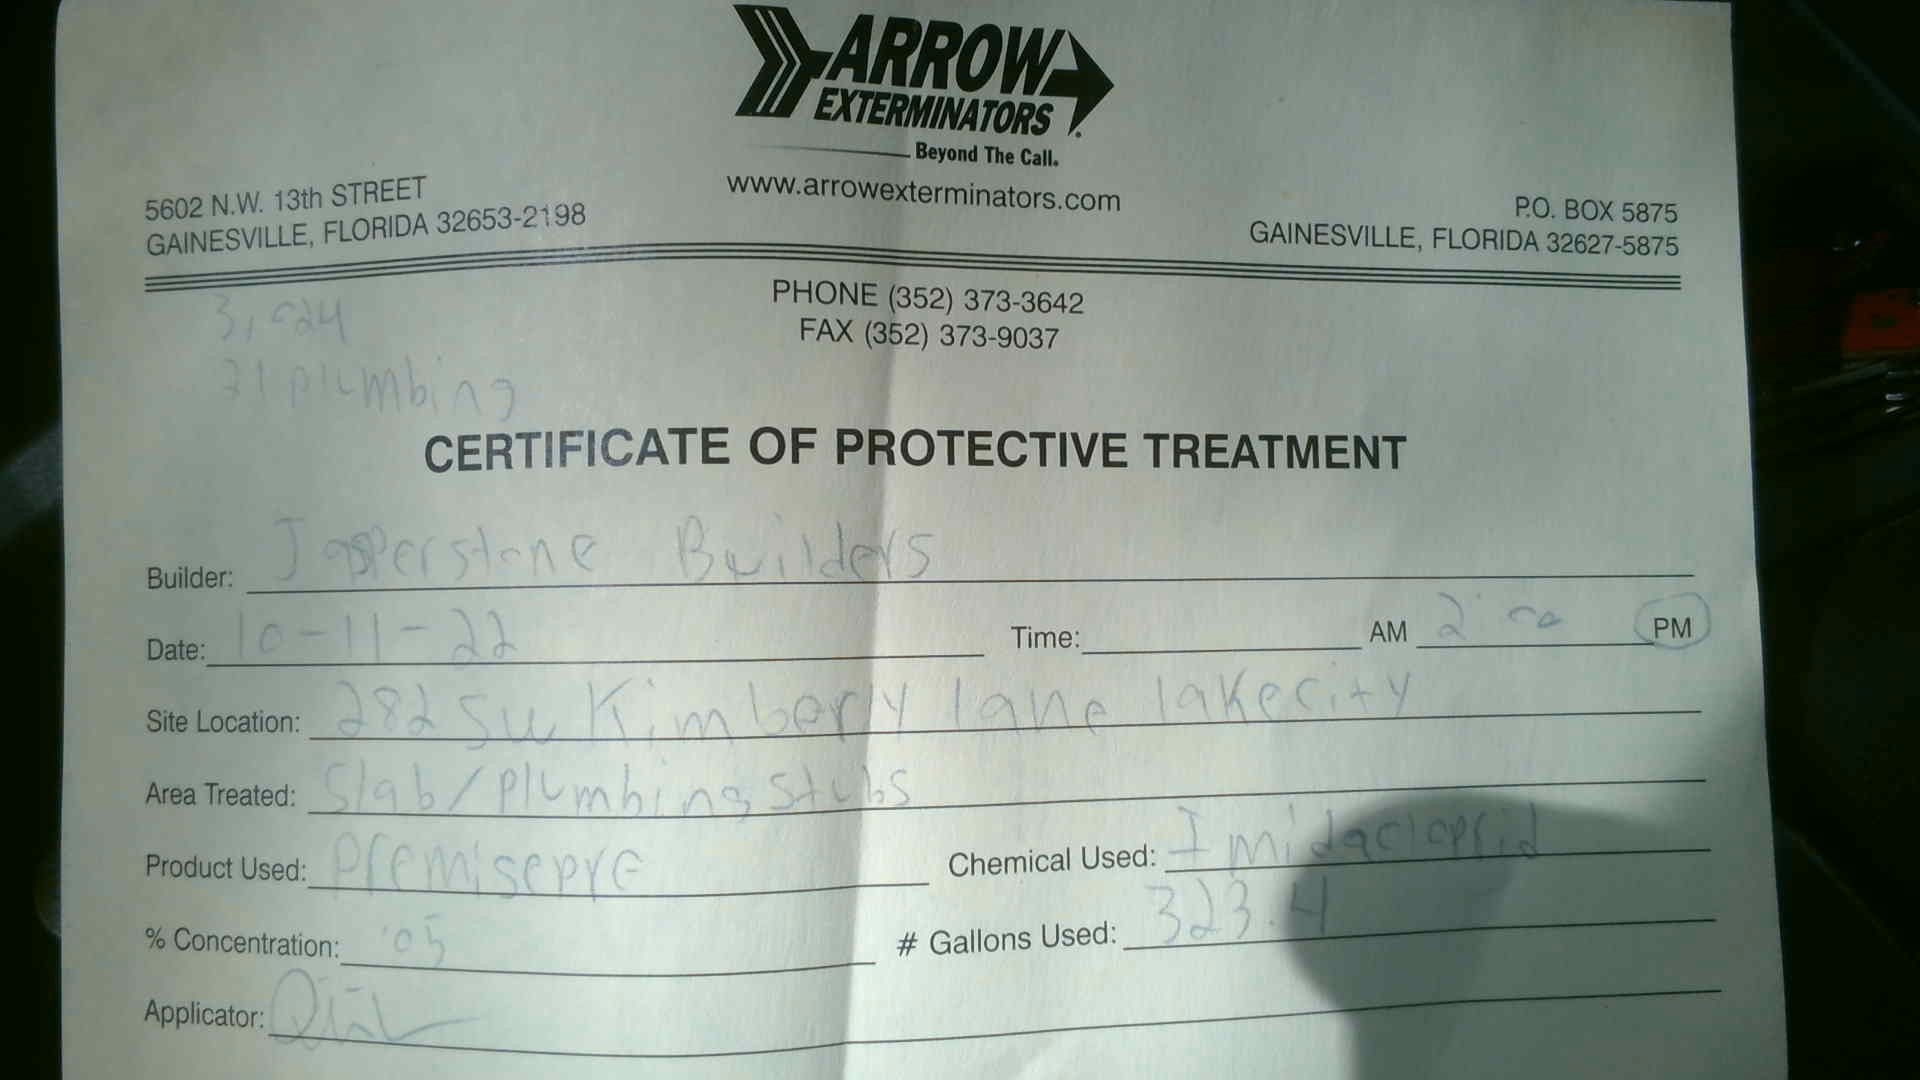 ARROW
EXTERMINATORS
Beyond The Call.
www.arrowexterminators.com
5602 N.W. 13th STREET
GAINESVILLE, FLORIDA 32653-2198
P.O. BOX 5875
GAINESVILLE, FLORIDA 32627-5875
PHONE (352) 373-3642
FAX (352) 373-9037
3,024
21 plumbing
CERTIFICATE OF PROTECTIVE TREATMENT
Builder: Jasperstone Builders
Date: 10-11-22 Time: AM 2:00 PM
Site Location: 282 SW Kimberly lane lakecity
Area Treated: Slab/plumbing stubs
Product Used: Premisepre Chemical Used: Imidacloprid
% Concentration: .05 # Gallons Used: 323.4
Applicator: